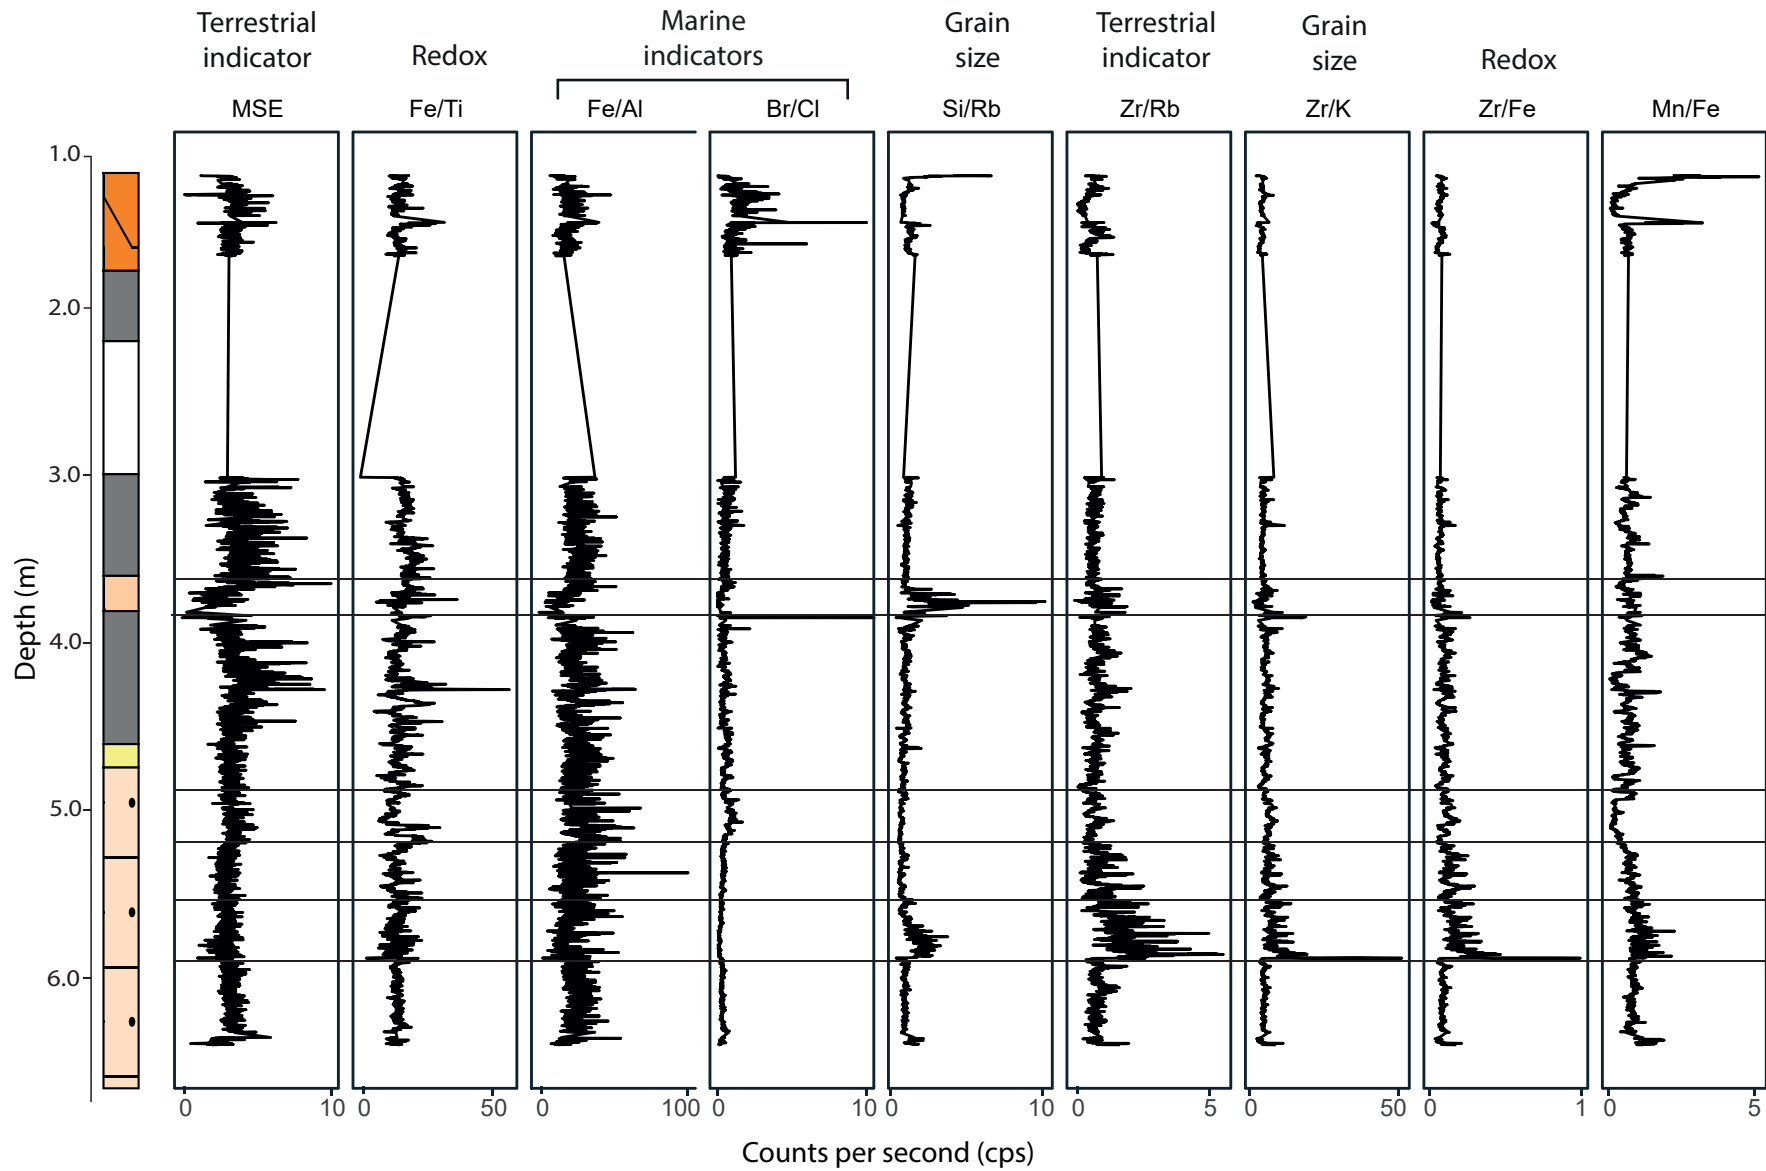 Terrestrial
indicator
Redox
Marine
indicators
Grain
size
Terrestrial
indicator
Grain
size
Redox
MSE Fe/Ti Fe/Al Br/Cl Si/Rb Zr/Rb Zr/K Zr/Fe Mn/Fe
1.0
2.0
3.0
4.0
5.0
6.0
Depth (m)
0 10 0 50 0 100 0 10 0 10 0 5 0 50 0 1 0 5
Counts per second (cps)